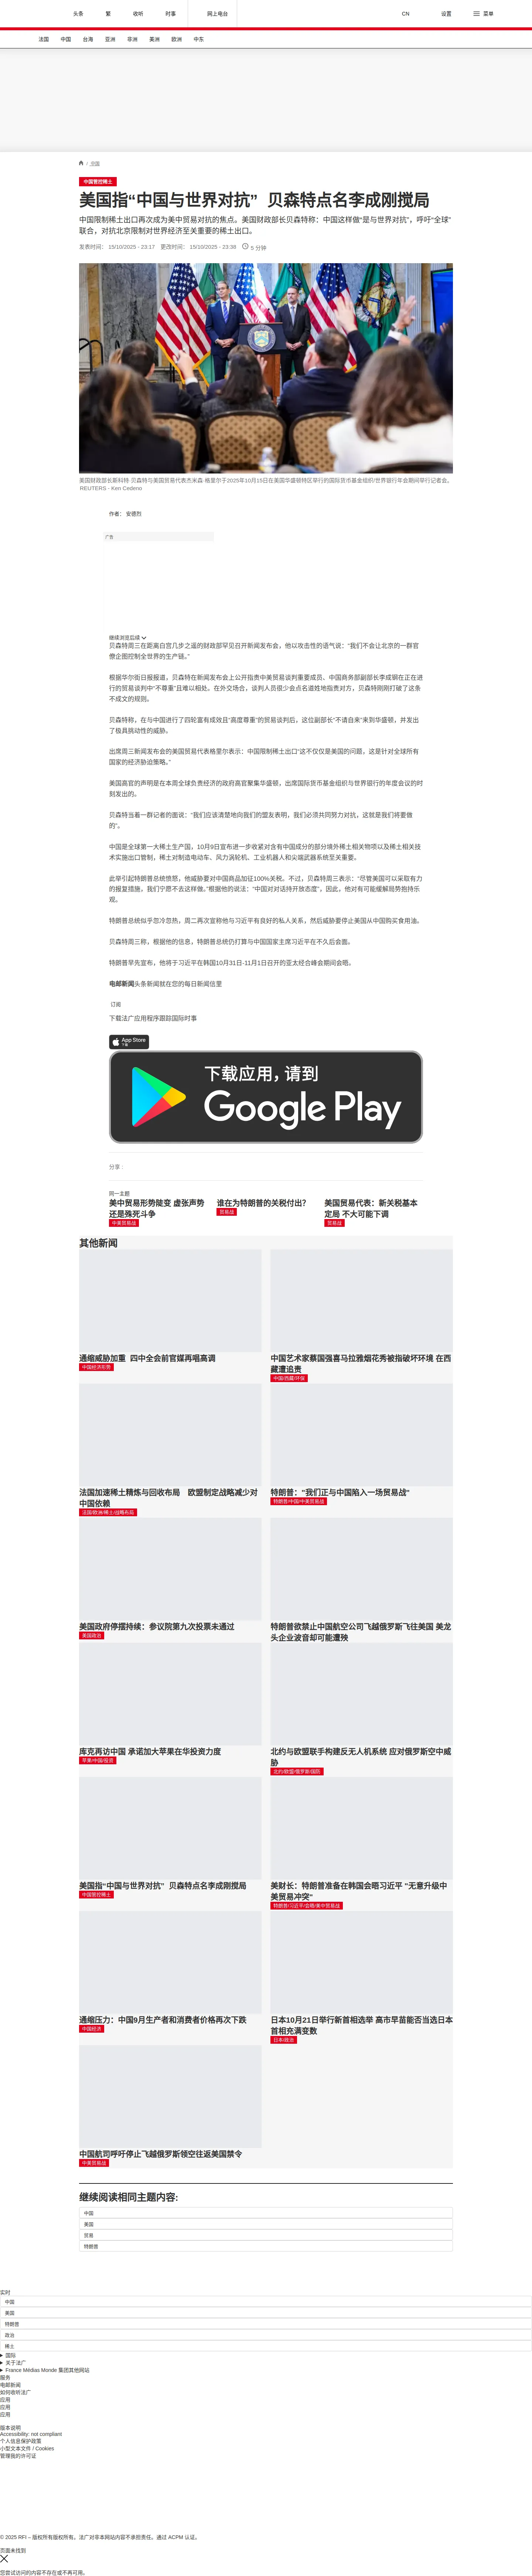 头条
繁
收听
时事
网上电台
CN
设置
菜单
法国
中国
台海
亚洲
非洲
美洲
欧洲
中东
/ 中国
中国管控稀土
美国指“中国与世界对抗” 贝森特点名李成刚搅局
中国限制稀土出口再次成为美中贸易对抗的焦点。美国财政部长贝森特称：中国这样做“是与世界对抗”，呼吁“全球”
联合，对抗北京限制对世界经济至关重要的稀土出口。
发表时间： 15/10/2025 - 23:17 更改时间： 15/10/2025 - 23:38 5 分钟
美国财政部长斯科特·贝森特与美国贸易代表杰米森·格里尔于2025年10月15日在美国华盛顿特区举行的国际货币基金组织/世界银行年会期间举行记者会。
REUTERS - Ken Cedeno
作者： 安德烈
广告
继续浏览后续
贝森特周三在距离白宫几步之遥的财政部罕见召开新闻发布会，他以攻击性的语气说：“我们不会让北京的一群官
僚企图控制全世界的生产链。”
根据华尔街日报报道，贝森特在新闻发布会上公开指责中美贸易谈判重要成员、中国商务部副部长李成钢在正在进
行的贸易谈判中“不尊重”且难以相处。在外交场合，谈判人员很少会点名道姓地指责对方，贝森特刚刚打破了这条
不成文的规则。
贝森特称，在与中国进行了四轮富有成效且“高度尊重”的贸易谈判后，这位副部长“不请自来”来到华盛顿，并发出
了极具挑动性的威胁。
出席周三新闻发布会的美国贸易代表格里尔表示：中国限制稀土出口“这不仅仅是美国的问题，这是针对全球所有
国家的经济胁迫策略。”
美国高官的声明是在本周全球负责经济的政府高官聚集华盛顿，出席国际货币基金组织与世界银行的年度会议的时
刻发出的。
贝森特当着一群记者的面说：“我们应该清楚地向我们的盟友表明，我们必须共同努力对抗，这就是我们将要做
的”。
中国是全球第一大稀土生产国，10月9日宣布进一步收紧对含有中国成分的部分境外稀土相关物项以及稀土相关技
术实施出口管制，稀土对制造电动车、风力涡轮机、工业机器人和尖端武器系统至关重要。
此举引起特朗普总统愤怒，他威胁要对中国商品加征100%关税。不过，贝森特周三表示：“尽管美国可以采取有力
的报复措施，我们宁愿不去这样做。”根据他的说法：“中国对对话持开放态度”，因此，他对有可能缓解局势抱持乐
观。
特朗普总统似乎忽冷忽热，周二再次宣称他与习近平有良好的私人关系，然后威胁要停止美国从中国购买食用油。
贝森特周三称，根据他的信息，特朗普总统仍打算与中国国家主席习近平在不久后会面。
特朗普早先宣布，他将于习近平在韩国10月31日-11月1日召开的亚太经合峰会期间会晤。
电邮新闻头条新闻就在您的每日新闻信里
订阅
下载法广应用程序跟踪国际时事
App Store
下载
下载应用，请到
Google Play
分享 :
同一主题
美中贸易形势陡变 虚张声势
还是殊死斗争
中美贸易战
谁在为特朗普的关税付出？
贸易战
美国贸易代表：新关税基本
定局 不大可能下调
贸易战
其他新闻
通缩威胁加重 四中全会前官媒再唱高调
中国经济形势
中国艺术家蔡国强喜马拉雅烟花秀被指破坏环境 在西
藏遭追责
中国/西藏/环保
法国加速稀土精炼与回收布局 欧盟制定战略减少对
中国依赖
法国/欧洲/稀土/战略布局
特朗普：“我们正与中国陷入一场贸易战”
特朗普/中国/中美贸易战
美国政府停摆持续：参议院第九次投票未通过
美国政治
特朗普欲禁止中国航空公司飞越俄罗斯飞往美国 美龙
头企业波音却可能遭殃
库克再访中国 承诺加大苹果在华投资力度
苹果/中国/投资
北约与欧盟联手构建反无人机系统 应对俄罗斯空中威
胁
北约/欧盟/俄罗斯/国防
美国指“中国与世界对抗” 贝森特点名李成刚搅局
中国管控稀土
美财长：特朗普准备在韩国会晤习近平 “无意升级中
美贸易冲突”
特朗普/习近平/会晤/美中贸易战
通缩压力：中国9月生产者和消费者价格再次下跌
中国经济
日本10月21日举行新首相选举 高市早苗能否当选日本
首相充满变数
日本/政治
中国航司呼吁停止飞越俄罗斯领空往返美国禁令
中美贸易战
继续阅读相同主题内容:
中国
美国
贸易
特朗普
实时
中国
美国
特朗普
政治
稀土
国际
关于法广
France Médias Monde 集团其他网站
服务
电邮新闻
如何收听法广
应用
应用
应用
版本说明
Accessibility: not compliant
个人信息保护政策
小型文本文件 / Cookies
管理我的许可证
© 2025 RFI – 版权所有版权所有。法广对非本网站内容不承担责任。通过 ACPM 认证。
页面未找到
您尝试访问的内容不存在或不再可用。